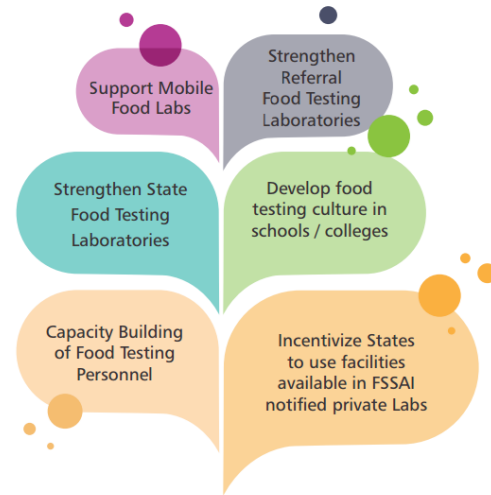 Support Mobile
Food Labs
Strengthen
Referral
Food Testing
Laboratories
Strengthen State
Food Testing
Laboratories
Develop food
testing culture in
schools / colleges
Capacity Building
of Food Testing
Personnel
Incentivize States
to use facilities
available in FSSAI
notified private Labs